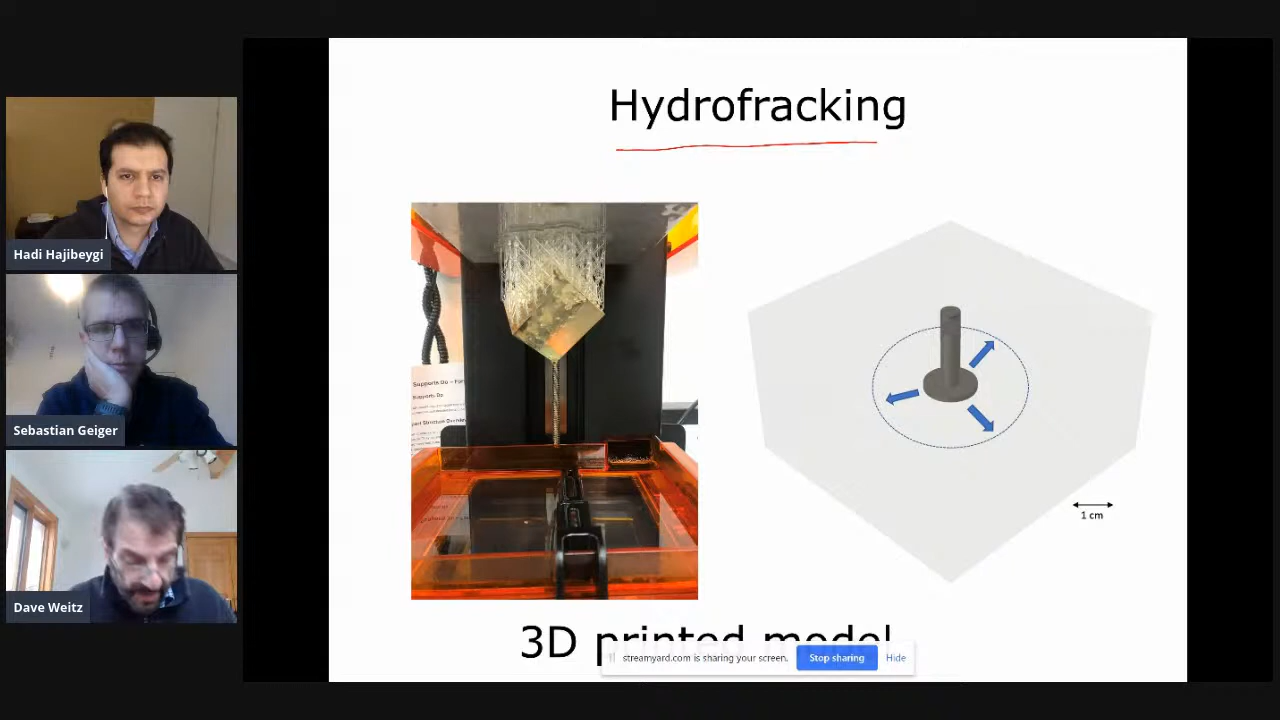 Hydrofracking
Hadi Hajibeygi
Sebastian Geiger
Dave Weitz
1 cm
3D printed model
streamyard.com is sharing your screen.
Stop sharing
Hide